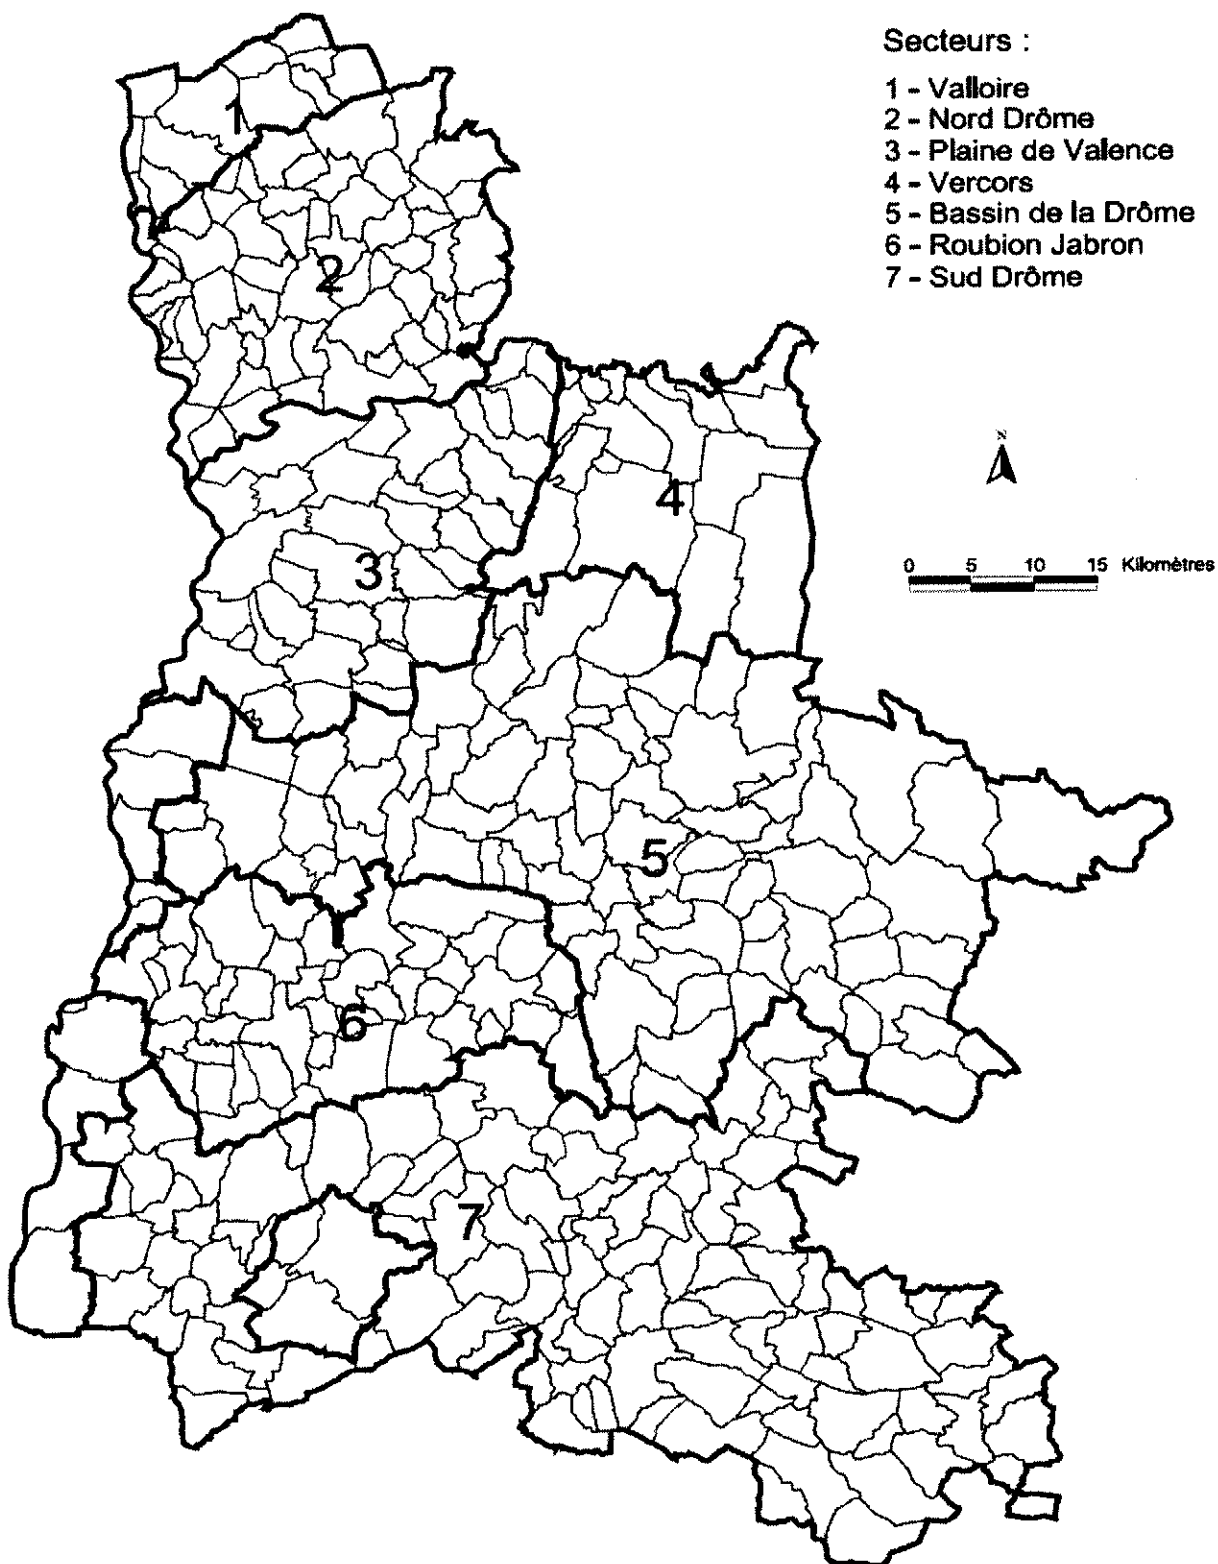 Secteurs :
1 - Valloire
2 - Nord Drôme
3 - Plaine de Valence
4 - Vercors
5 - Bassin de la Drôme
6 - Roubion Jabron
7 - Sud Drôme
1
2
N
4
3
0 5 10 15 Kilomètres
5
6
7